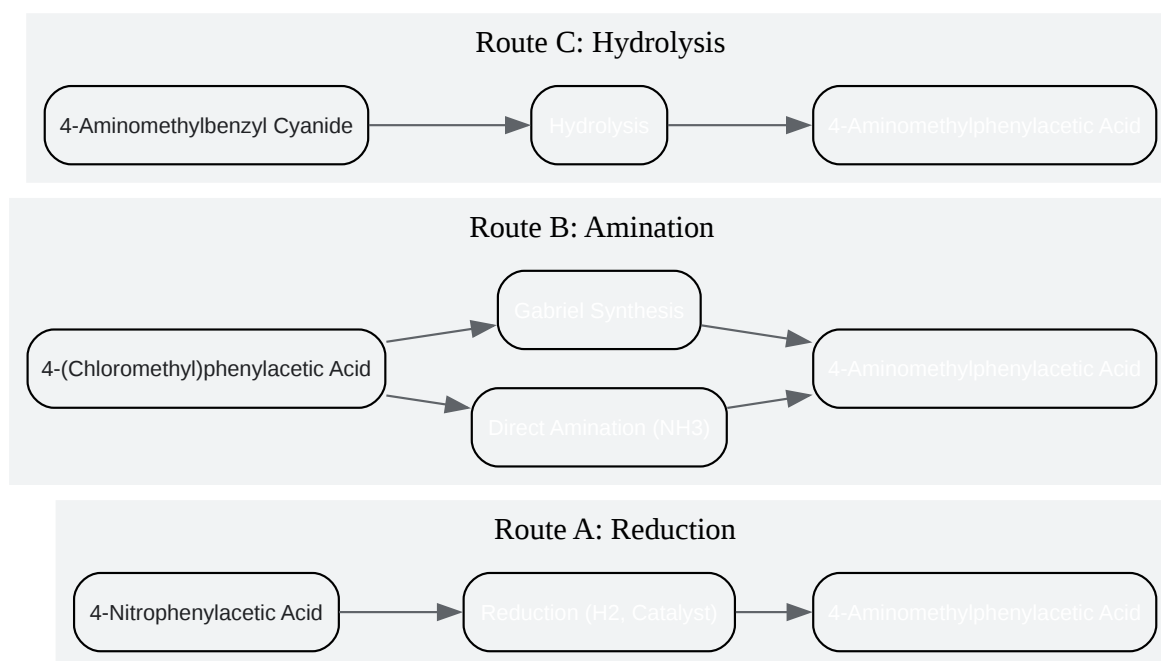 Route C: Hydrolysis
4-Aminomethylbenzyl Cyanide
Hydrolysis
4-Aminomethylphenylacetic Acid
Route B: Amination
Gabriel Synthesis
4-(Chloromethyl)phenylacetic Acid
4-Aminomethylphenylacetic Acid
Direct Amination (NH3)
Route A: Reduction
4-Nitrophenylacetic Acid
Reduction (H2, Catalyst)
4-Aminomethylphenylacetic Acid